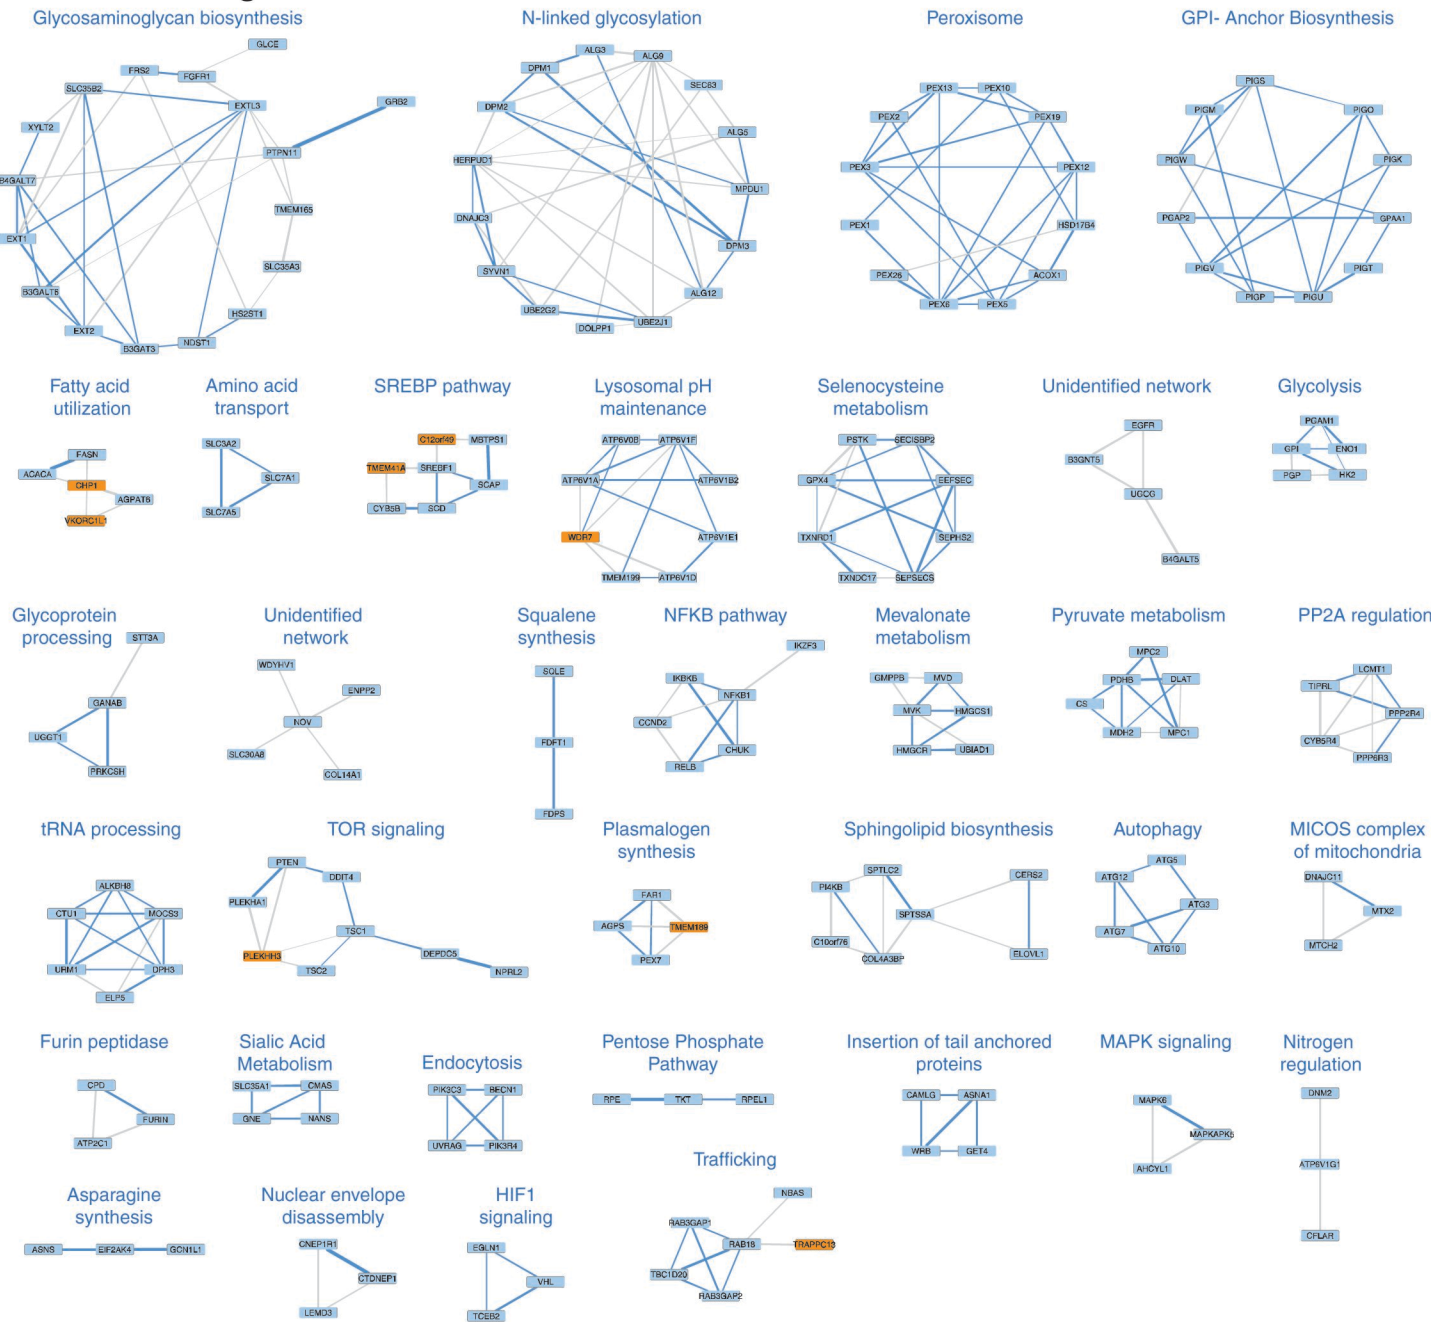 Glycosaminoglycan biosynthesis
GLCE
FRS2
FGFR1
SLC35B2
EXTL3
GRB2
XYLT2
PTPN11
B4GALT7
TMEM165
EXT1
SLC35A3
B3GALT6
HS2ST1
EXT2
NDST1
B3GAT3
N-linked glycosylation
ALG3
ALG9
DPM1
SEC63
DPM2
ALG5
HERPUD1
MPDU1
DNAJC3
DPM3
SYVN1
ALG12
UBE2G2
UBE2J1
DOLPP1
Peroxisome
PEX13
PEX10
PEX2
PEX19
PEX3
PEX12
PEX1
HSD17B4
PEX26
ACOX1
PEX6
PEX5
GPI- Anchor Biosynthesis
PIGS
PIGM
PIGO
PIGW
PIGK
PGAP2
GPAA1
PIGV
PIGT
PIGP
PIGU
Fatty acid
utilization
FASN
ACACA
CHP1
AGPAT6
VKORC1L1
Amino acid
transport
SLC3A2
SLC7A1
SLC7A5
SREBP pathway
C12orf49
MBTPS1
TMEM41A
SREBF1
SCAP
CYB5B
SCD
Lysosomal pH
maintenance
ATP6V0B
ATP6V1F
ATP6V1A
ATP6V1B2
WDR7
ATP6V1E1
TMEM199
ATP6V1D
Selenocysteine
metabolism
PSTK
SECISBP2
GPX4
EEFSEC
TXNRD1
SEPHS2
TXNDC17
SEPSECS
Unidentified network
EGFR
B3GNT5
UGCG
B4GALT5
Glycolysis
PGAM1
GPI
ENO1
PGP
HK2
Glycoprotein
processing
STT3A
GANAB
UGGT1
PRKCSH
Unidentified
network
WDYHV1
ENPP2
NOV
SLC30A8
COL14A1
Squalene
synthesis
SQLE
FDFT1
FDPS
NFKB pathway
IKZF3
IKBKB
NFKB1
CCND2
CHUK
RELB
Mevalonate
metabolism
GMPPB
MVD
MVK
HMGCS1
HMGCR
UBIAD1
Pyruvate metabolism
MPC2
PDHB
DLAT
CS
MDH2
MPC1
PP2A regulation
LCMT1
TIPRL
PPP2R4
CYB5R4
PPP6R3
tRNA processing
ALKBH8
CTU1
MOCS3
URM1
DPH3
ELP5
TOR signaling
PTEN
DDIT4
PLEKHA1
TSC1
PLEKHH3
DEPDC5
TSC2
NPRL2
Plasmalogen
synthesis
FAR1
AGPS
TMEM189
PEX7
Sphingolipid biosynthesis
SPTLC2
CERS2
PI4KB
SPTSSA
C10orf76
ELOVL1
COL4A3BP
Autophagy
ATG5
ATG12
ATG3
ATG7
ATG10
MICOS complex
of mitochondria
DNAJC11
MTX2
MTCH2
Furin peptidase
CPD
FURIN
ATP2C1
Sialic Acid
Metabolism
SLC35A1
CMAS
GNE
NANS
Endocytosis
PIK3C3
BECN1
UVRAG
PIK3R4
Pentose Phosphate
Pathway
RPE
TKT
RPEL1
Insertion of tail anchored
proteins
CAMLG
ASNA1
WRB
GET4
MAPK signaling
MAPK6
MAPKAPK5
AHCYL1
Nitrogen
regulation
DNM2
ATP6V1G1
CFLAR
Asparagine
synthesis
ASNS
EIF2AK4
GCN1L1
Nuclear envelope
disassembly
CNEP1R1
CTDNEP1
LEMD3
HIF1
signaling
EGLN1
VHL
TCEB2
Trafficking
NBAS
RAB3GAP1
RAB18
TRAPPC13
TBC1D20
RAB3GAP2